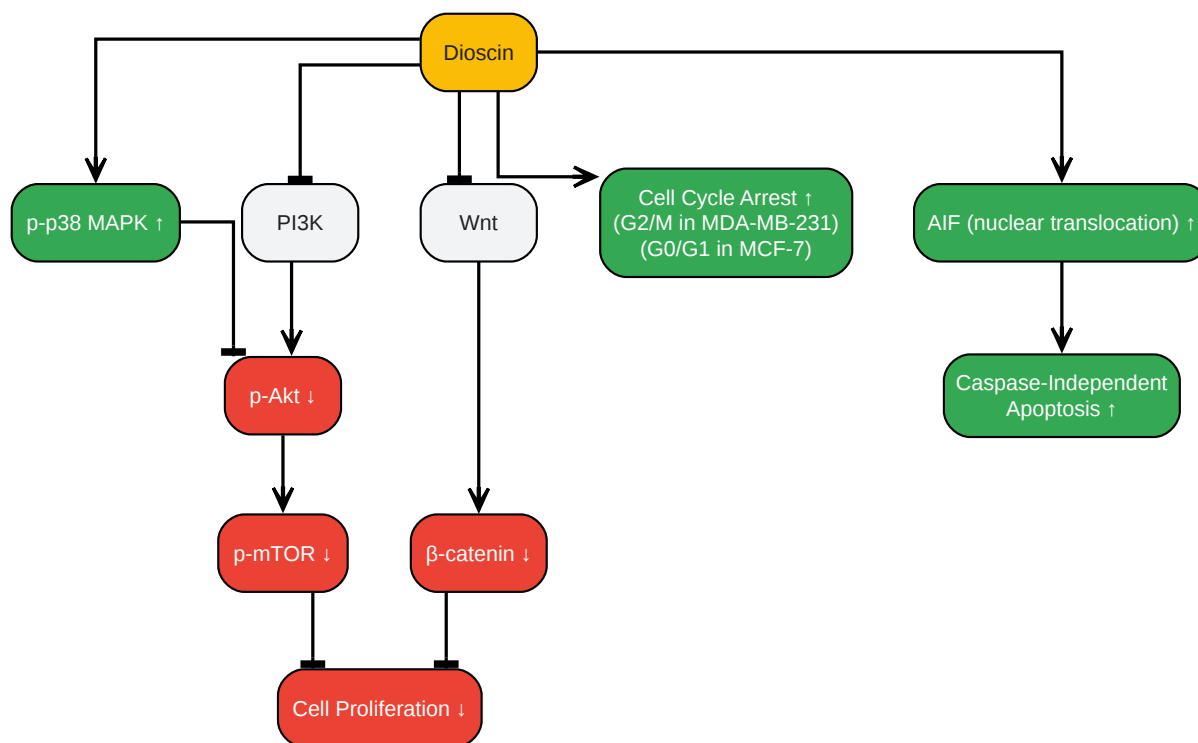 Dioscin
p-p38 MAPK ↑
PI3K
Wnt
Cell Cycle Arrest ↑
(G2/M in MDA-MB-231)
(G0/G1 in MCF-7)
AIF (nuclear translocation) ↑
p-Akt ↓
Caspase-Independent
Apoptosis ↑
p-mTOR ↓
β-catenin ↓
Cell Proliferation ↓